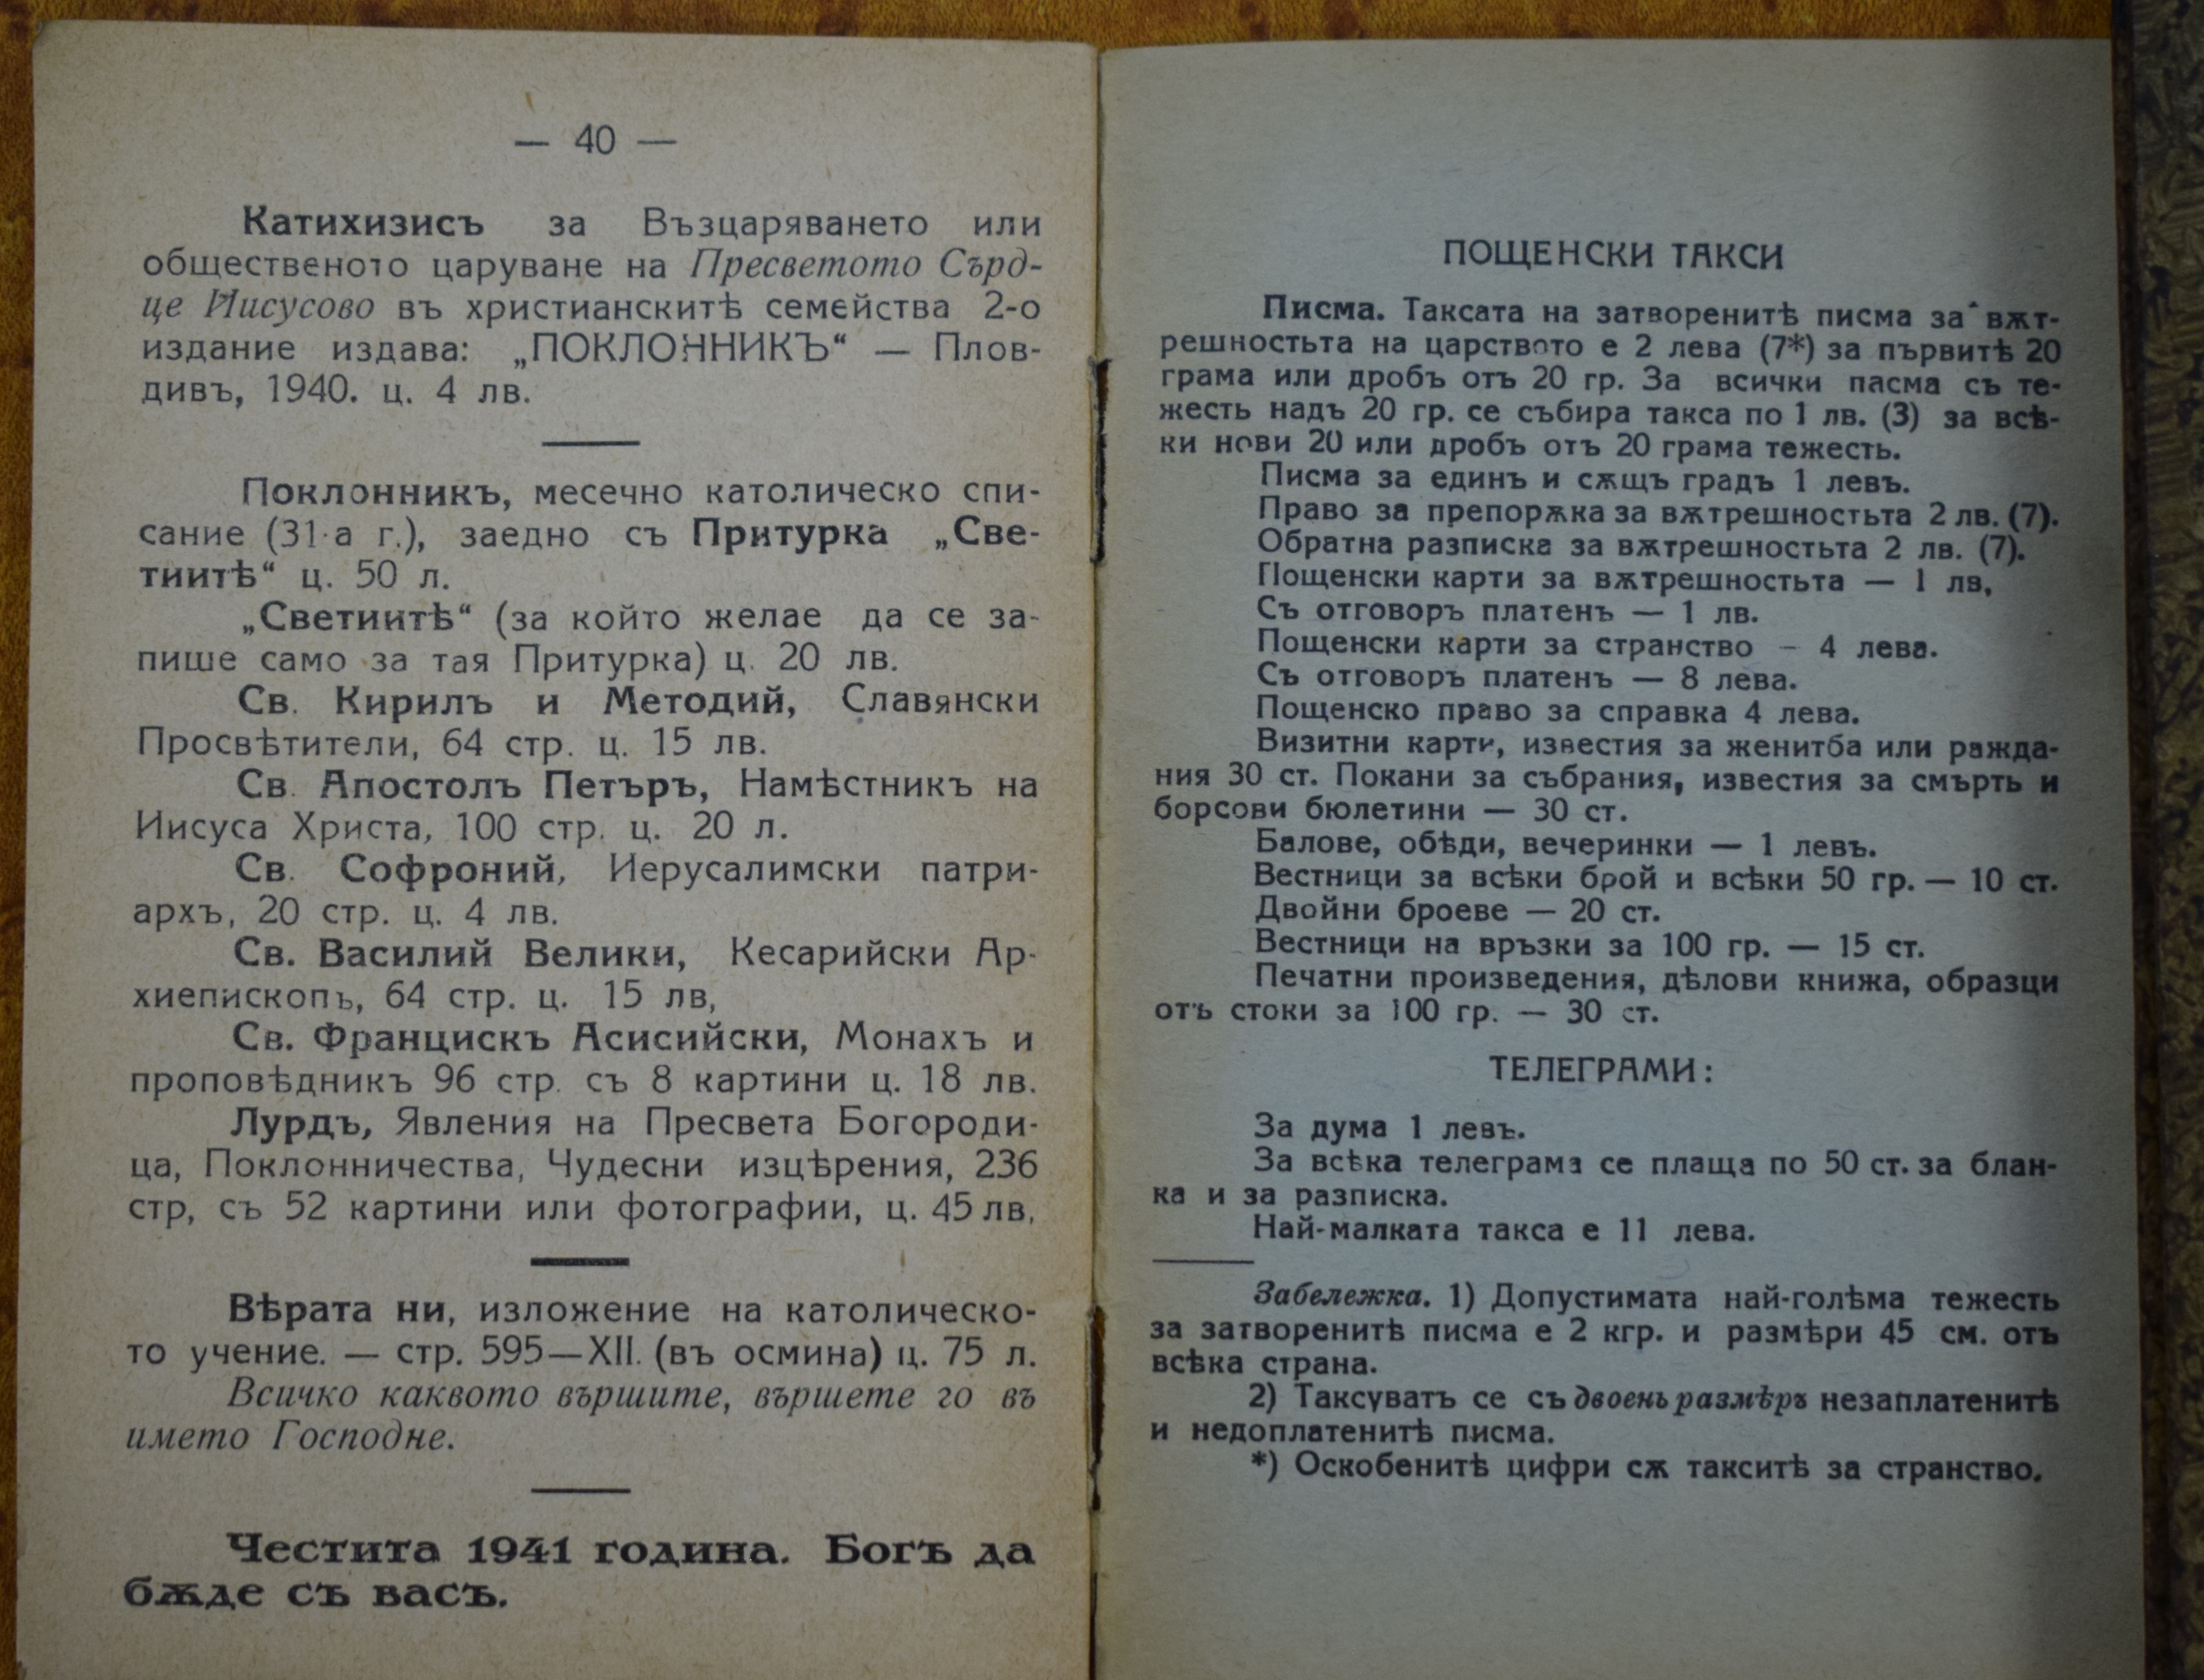 — 40 —
Катихизисъ за Възцаряването или
общественото царуване на Пресветото Сърд-
це Иисусово въ христианскитѣ семейства 2-о
издание издава: „ПОКЛОННИКЪ“ — Плов-
дивъ, 1940. ц. 4 лв.
Поклонникъ, месечно католическо спи-
сание (31-а г.), заедно съ Притурка „Све-
тиитѣ“ ц. 50 л.
„Светиитѣ“ (за който желае да се за-
пише само за тая Притурка) ц. 20 лв.
Св. Кирилъ и Методий, Славянски
Просвѣтители, 64 стр. ц. 15 лв.
Св. Апостолъ Петъръ, Намѣстникъ на
Иисуса Христа, 100 стр. ц. 20 л.
Св. Софроний, Иерусалимски патри-
архъ, 20 стр. ц. 4 лв.
Св. Василий Велики, Кесарийски Ар-
хиепископъ, 64 стр. ц. 15 лв,
Св. Францискъ Асисийски, Монахъ и
проповѣдникъ 96 стр. съ 8 картини ц. 18 лв.
Лурдъ, Явления на Пресвета Богороди-
ца, Поклонничества, Чудесни изцѣрения, 236
стр, съ 52 картини или фотографии, ц. 45 лв,
Вѣрата ни, изложение на католическо-
то учение. — стр. 595—XII. (въ осмина) ц. 75 л.
Всичко каквото вършите, вършете го въ
името Господне.
Честита 1941 година. Богъ да
бѫде съ васъ.
ПОЩЕНСКИ ТАКСИ
Писма. Таксата на затворенитѣ писма за вѫт-
решностьта на царството е 2 лева (7*) за първитѣ 20
грама или дробъ отъ 20 гр. За всички пасма съ те-
жесть надъ 20 гр. се събира такса по 1 лв. (3) за всѣ-
ки нови 20 или дробъ отъ 20 грама тежесть.
Писма за единъ и сѫщъ градъ 1 левъ.
Право за препорѫка за вѫтрешностьта 2 лв. (7).
Обратна разписка за вѫтрешностьта 2 лв. (7).
Пощенски карти за вѫтрешностьта — 1 лв,
Съ отговоръ платенъ — 1 лв.
Пощенски карти за странство — 4 лева.
Съ отговоръ платенъ — 8 лева.
Пощенско право за справка 4 лева.
Визитни карти, известия за женитба или ражда-
ния 30 ст. Покани за събрания, известия за смърть и
борсови бюлетини — 30 ст.
Балове, обѣди, вечеринки — 1 левъ.
Вестници за всѣки брой и всѣки 50 гр. — 10 ст.
Двойни броеве — 20 ст.
Вестници на връзки за 100 гр. — 15 ст.
Печатни произведения, дѣлови книжа, образци
отъ стоки за 100 гр. — 30 ст.
ТЕЛЕГРАМИ:
За дума 1 левъ.
За всѣка телеграма се плаща по 50 ст. за блан-
ка и за разписка.
Най-малката такса е 11 лева.
Забележка. 1) Допустимата най-голѣма тежесть
за затворенитѣ писма е 2 кгр. и размѣри 45 см. отъ
всѣка страна.
2) Таксуватъ се съ двоенъ размѣръ незаплатенитѣ
и недоплатенитѣ писма.
*) Оскобенитѣ цифри сѫ такситѣ за странство.